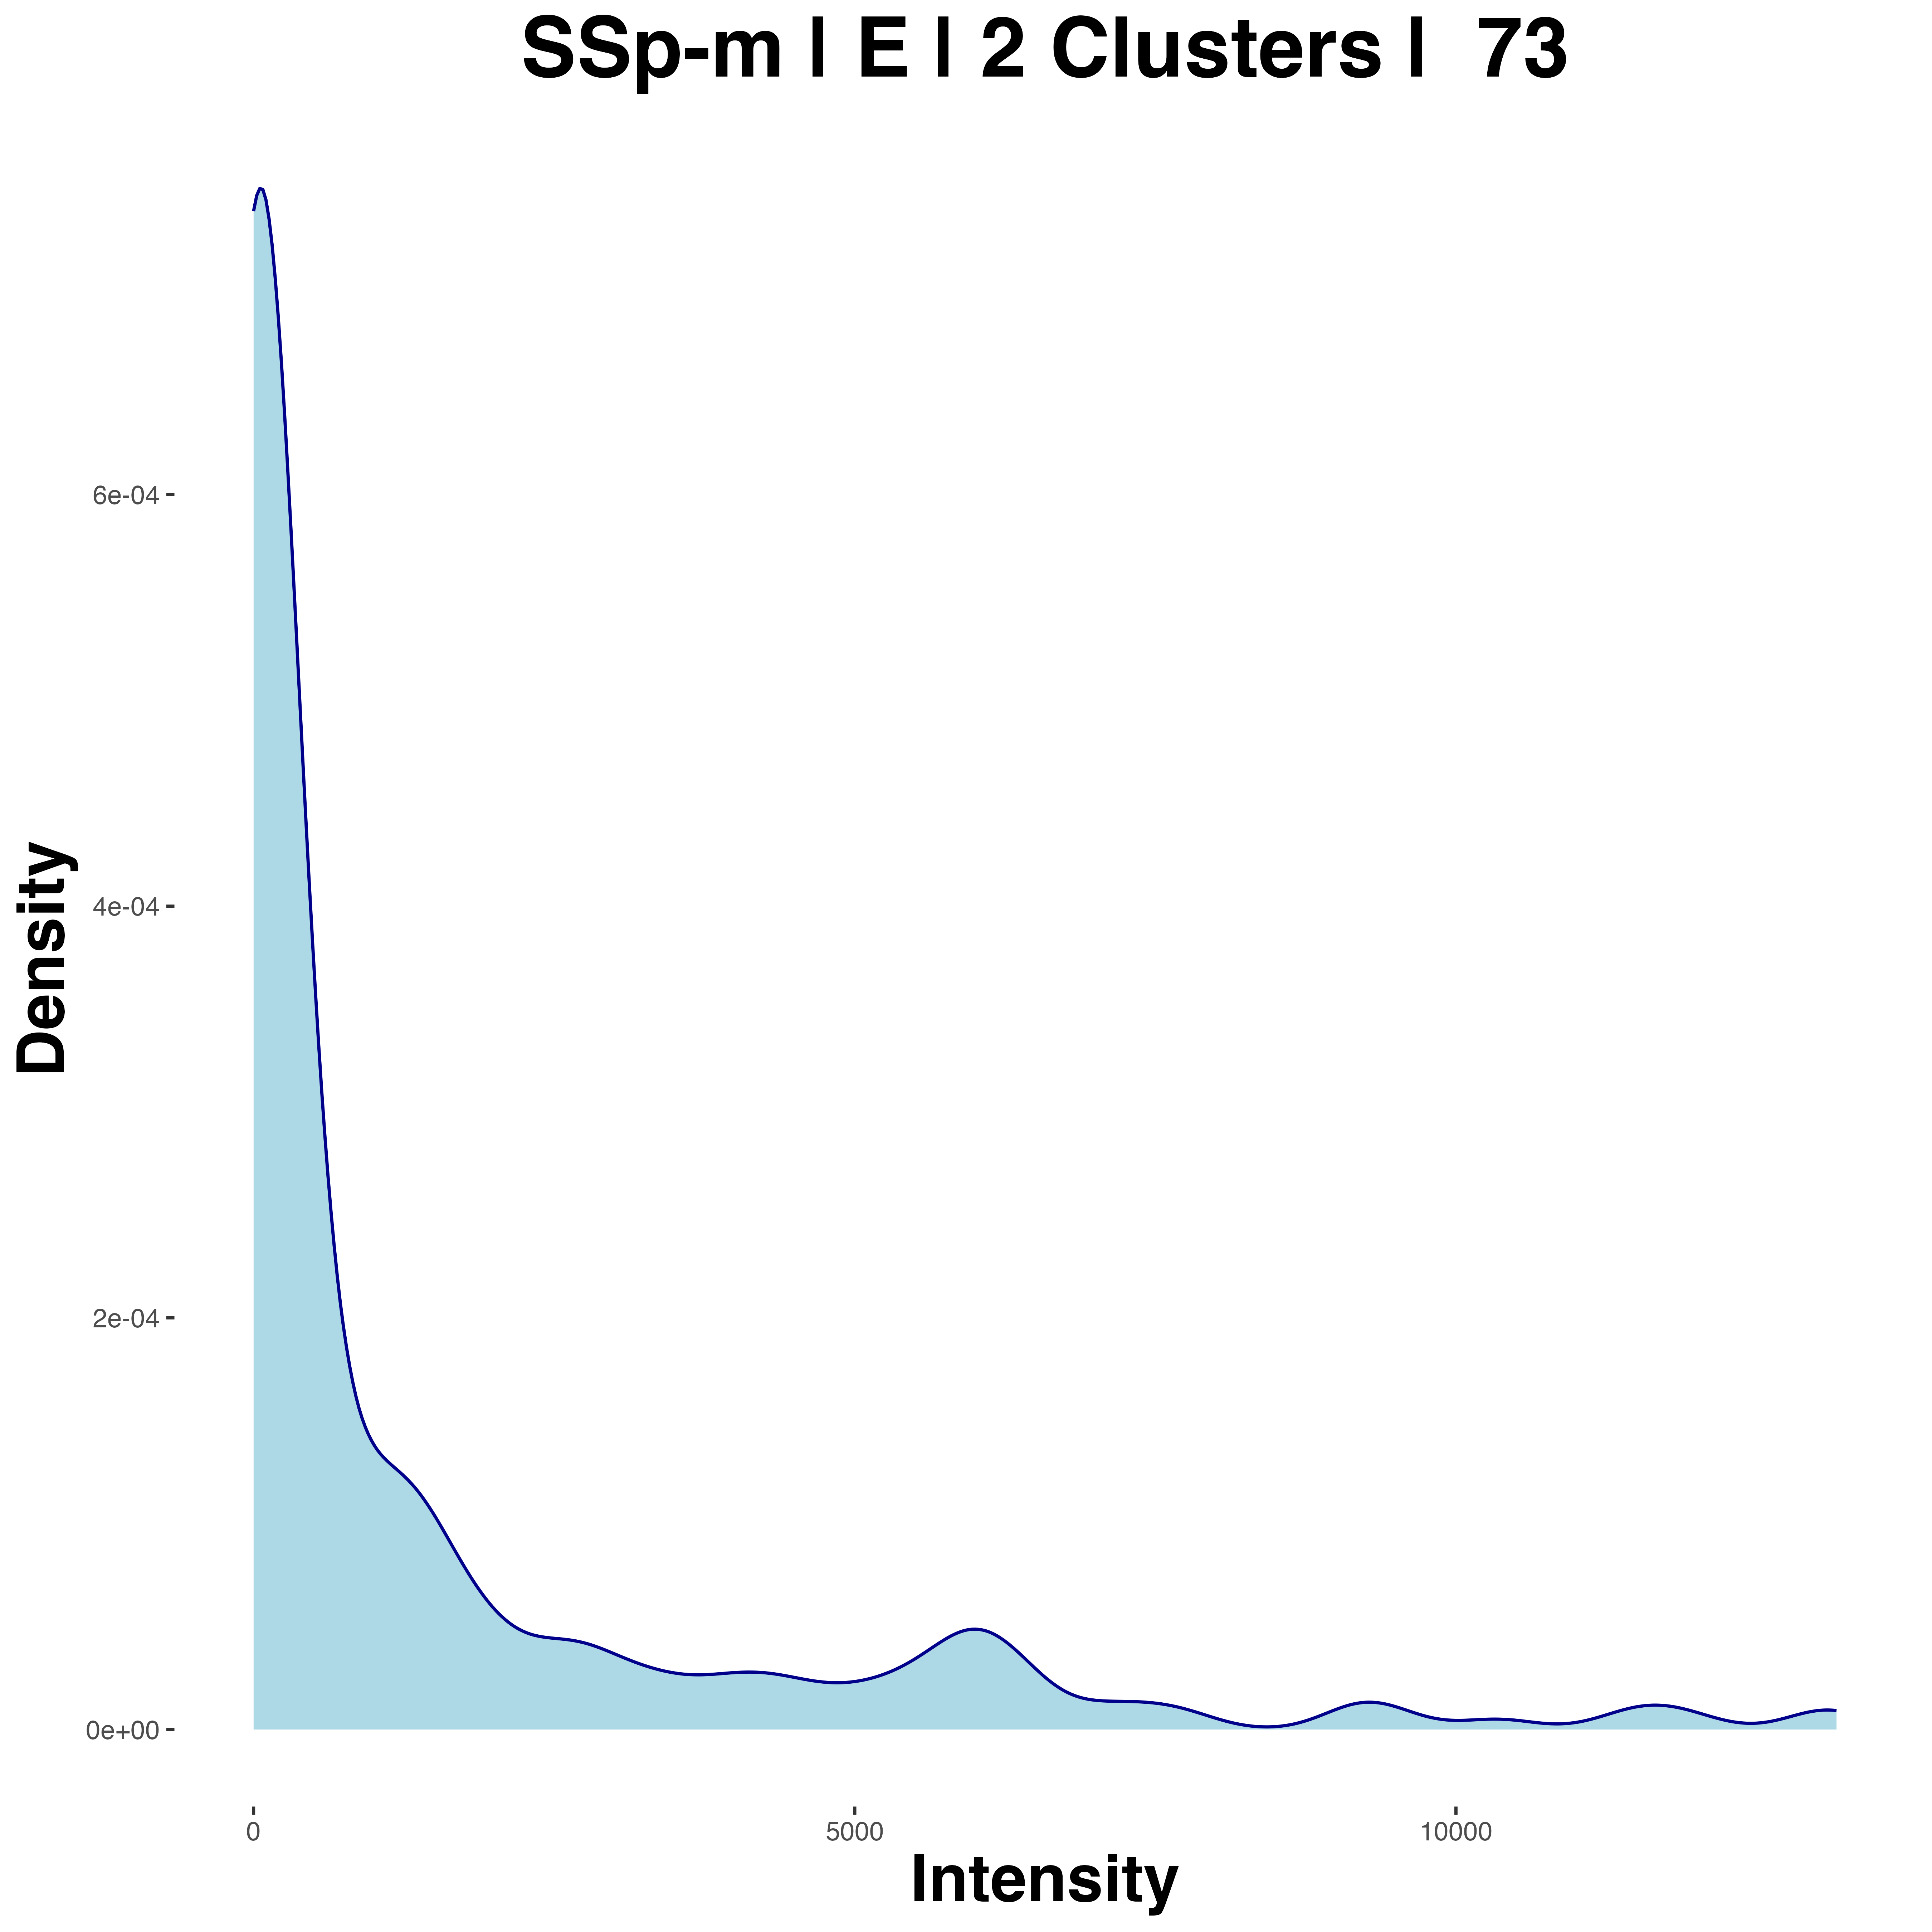 SSp-m | E | 2 Clusters | 73
Density
6e-04
4e-04
2e-04
0e+00
0
5000
10000
Intensity